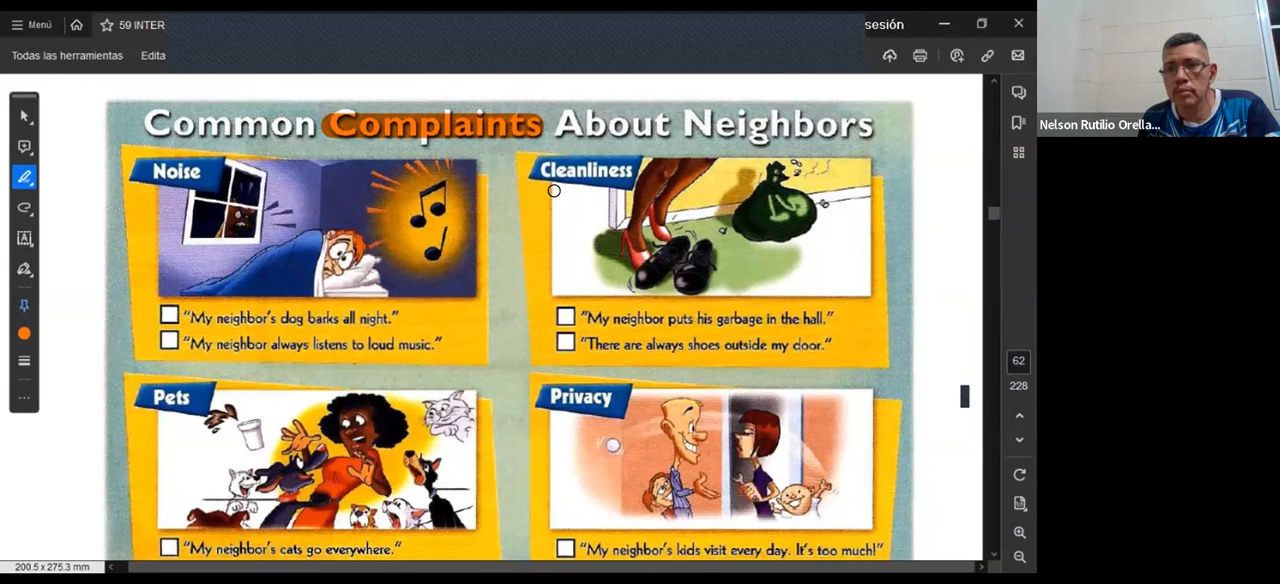 Menú
59 INTER
sesión
Todas las herramientas
Edita
Common Complaints About Neighbors
Noise
"My neighbor's dog barks all night."
"My neighbor always listens to loud music."
Cleanliness
"My neighbor puts his garbage in the hall."
"There are always shoes outside my door."
Pets
"My neighbor's cats go everywhere."
Privacy
"My neighbor's kids visit every day. It's too much!"
62
228
200.5 x 275.3 mm
Nelson Rutilio Orella...